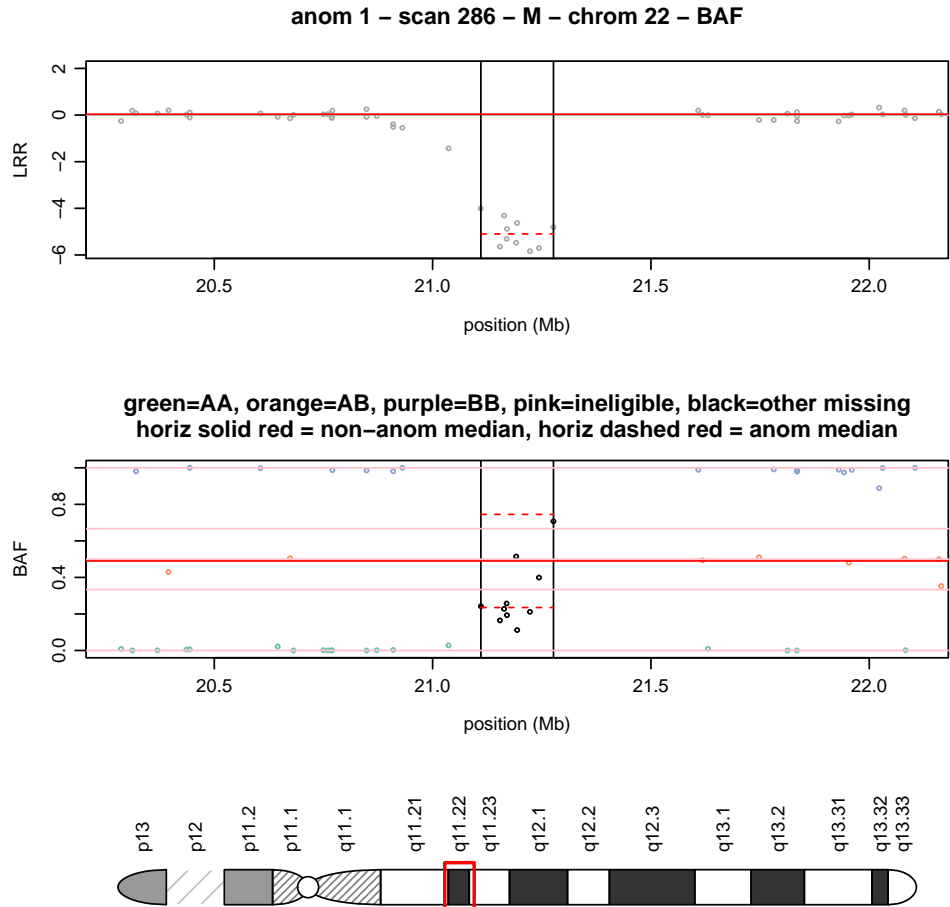 anom 1 − scan 286 − M − chrom 22 − BAF
2
0
−2
−4
−6
LRR
20.5 21.0 21.5 22.0
position (Mb)
green=AA, orange=AB, purple=BB, pink=ineligible, black=other missing
horiz solid red = non−anom median, horiz dashed red = anom median
0.8
0.4
0.0
BAF
20.5 21.0 21.5 22.0
position (Mb)
p13 p12 p11.2 p11.1 q11.1 q11.21 q11.22 q11.23 q12.1 q12.2 q12.3 q13.1 q13.2 q13.31 q13.32 q13.33